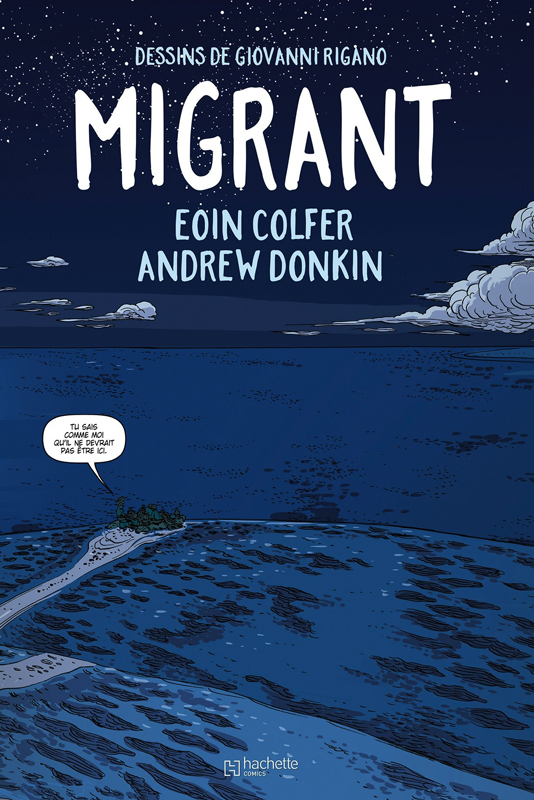 DESSINS DE GIOVANNI RIGANO
MIGRANT
EOIN COLFER
ANDREW DONKIN
TU SAIS
COMME MOI
QU'IL NE DEVRAIT
PAS ÊTRE ICI.
hachette
COMICS